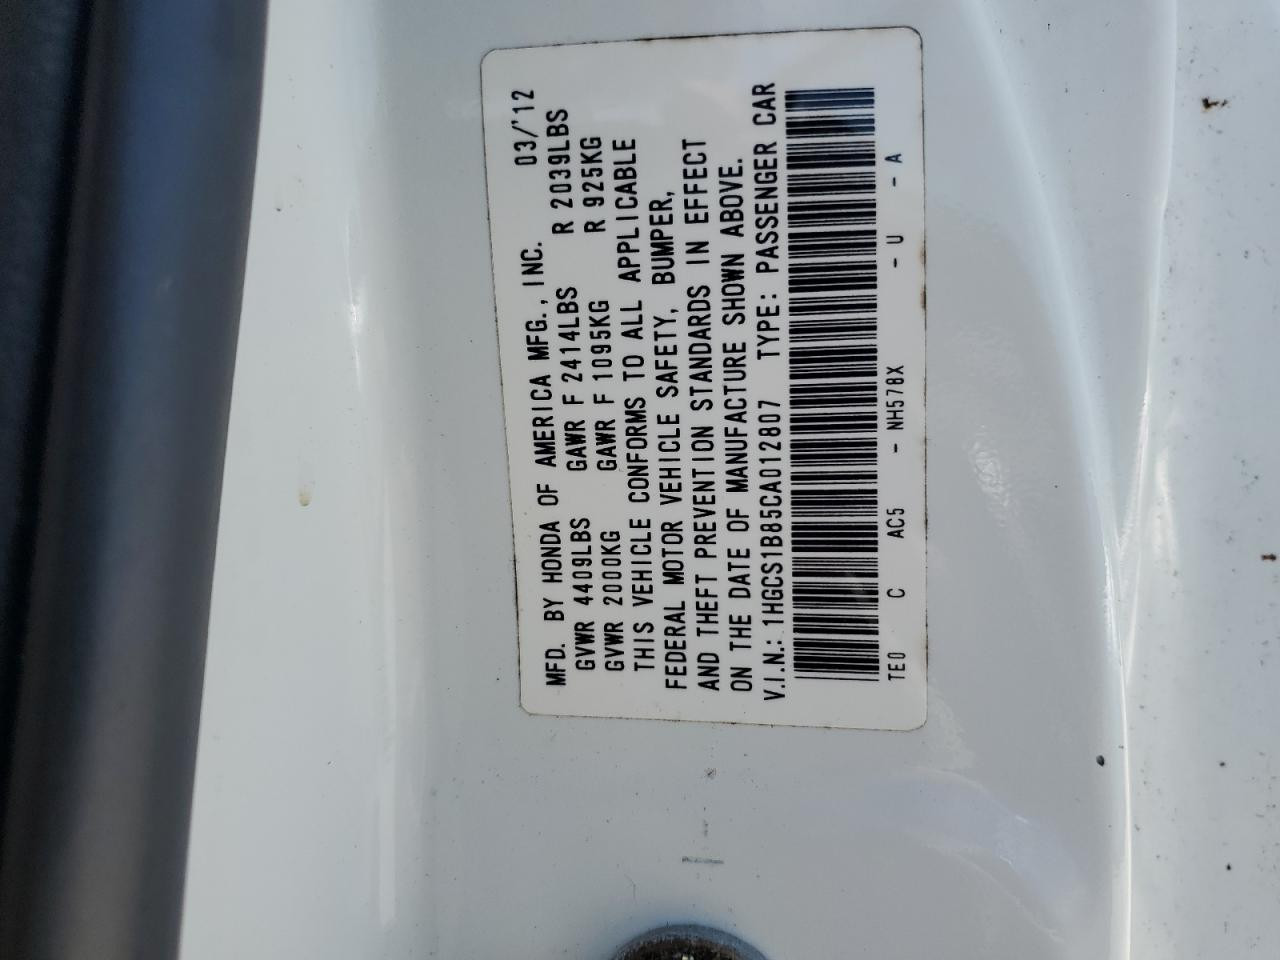 MFD. BY HONDA OF AMERICA MFG., INC. 03/'12
GVWR 4409LBS GAWR F 2414LBS R 2039LBS
GVWR 2000KG GAWR F 1095KG R 925KG
THIS VEHICLE CONFORMS TO ALL APPLICABLE
FEDERAL MOTOR VEHICLE SAFETY, BUMPER,
AND THEFT PREVENTION STANDARDS IN EFFECT
ON THE DATE OF MANUFACTURE SHOWN ABOVE.
V.I.N.: 1HGCS1B85CA012807 TYPE: PASSENGER CAR
TE0 C AC5 - NH578X - U - A